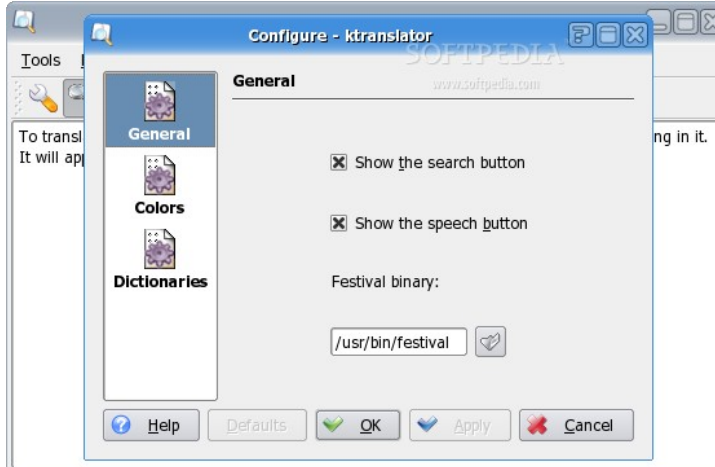 Configure - ktranslator
SOFTPEDIA
www.softpedia.com
Tools
General
General
Colors
Dictionaries
To transl
It will ap
ng in it.
Show the search button
Show the speech button
Festival binary:
/usr/bin/festival
Help
Defaults
OK
Apply
Cancel